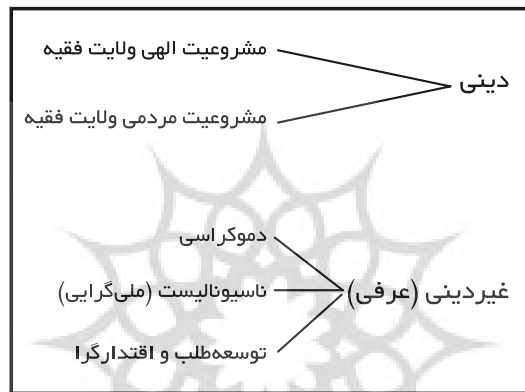 مشروعیت الهی ولایت فقیه
دینی
مشروعیت مردمی ولایت فقیه
دموکراسی
غیردینی (عرفی)
ناسیونالیست (ملی‌گرایی)
توسعه‌طلب و اقتدارگرا